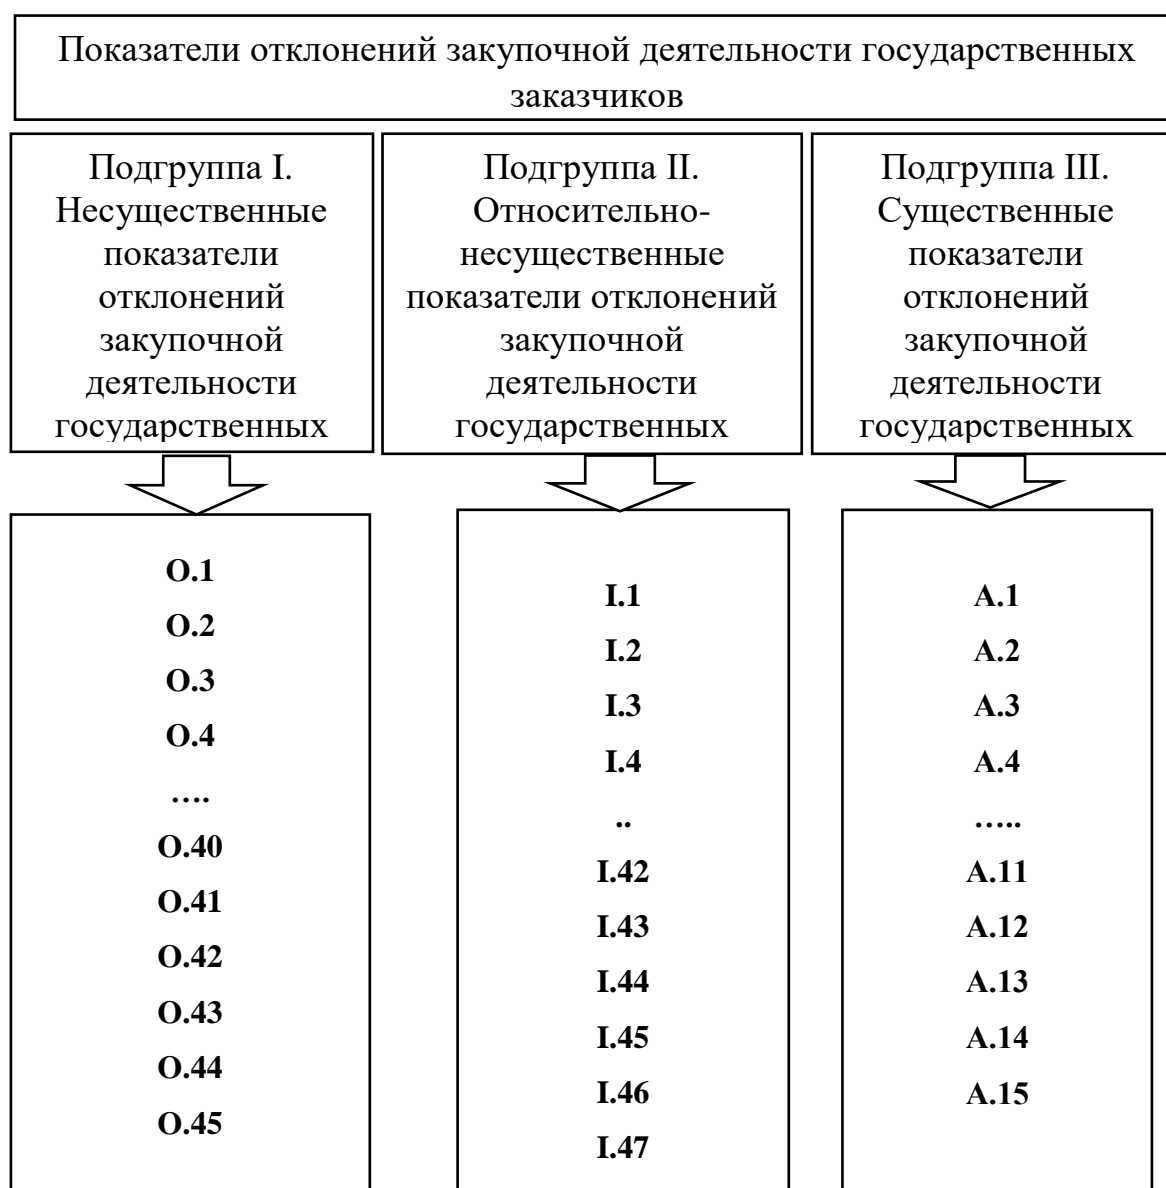 Показатели отклонений закупочной деятельности государственных
заказчиков
Подгруппа I.
Несущественные
показатели
отклонений
закупочной
деятельности
государственных
Подгруппа II.
Относительно-
несущественные
показатели отклонений
закупочной
деятельности
государственных
Подгруппа III.
Существенные
показатели
отклонений
закупочной
деятельности
государственных
О.1
О.2
О.3
О.4
….
О.40
О.41
О.42
О.43
О.44
О.45
I.1
I.2
I.3
I.4
..
I.42
I.43
I.44
I.45
I.46
I.47
А.1
А.2
А.3
А.4
…..
А.11
А.12
А.13
А.14
А.15